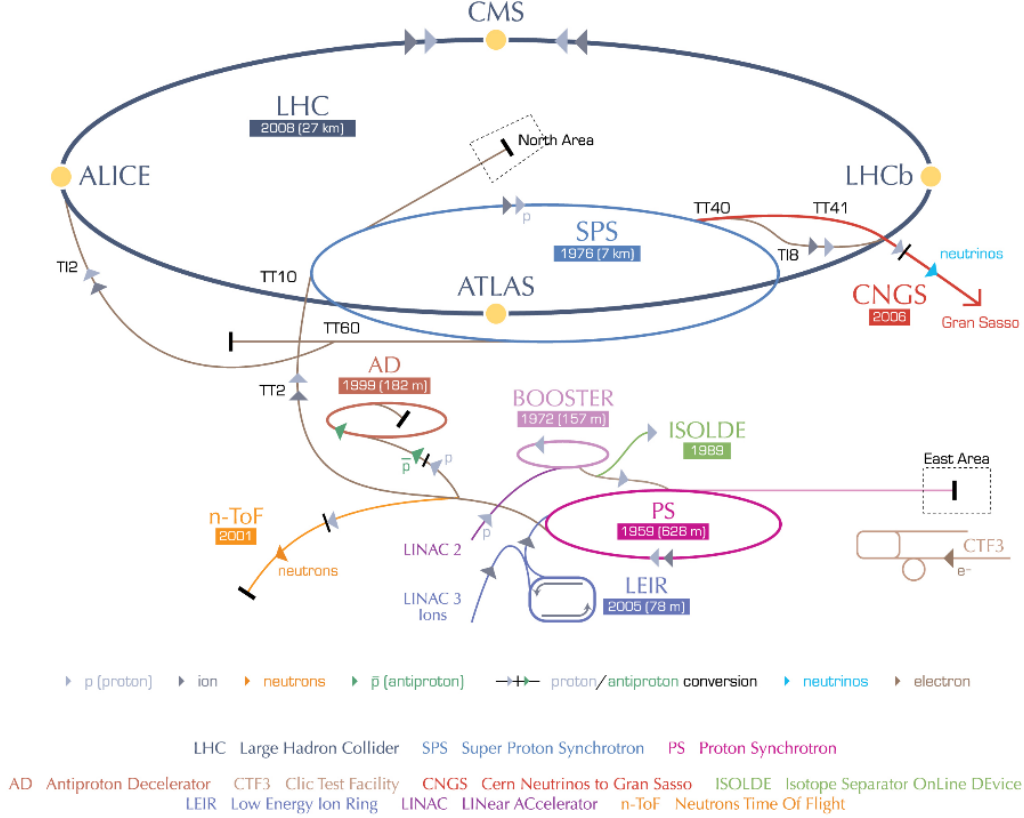 CMS
LHC
2008 (27 km)
North Area
ALICE
LHCb
TT40
TT41
p
SPS
1976 (7 km)
TI8
neutrinos
TI2
TT10
ATLAS
CNGS
2006
Gran Sasso
TT60
AD
1999 (182 m)
TT2
BOOSTER
1972 (157 m)
ISOLDE
1989
p̅
p
East Area
n-ToF
2001
PS
1959 (628 m)
LINAC 2
p
CTF3
e-
neutrons
LINAC 3
Ions
LEIR
2005 (78 m)
p (proton) ion neutrons p̅ (antiproton) proton/antiproton conversion neutrinos electron
LHC Large Hadron Collider SPS Super Proton Synchrotron PS Proton Synchrotron
AD Antiproton Decelerator CTF3 Clic Test Facility CNGS Cern Neutrinos to Gran Sasso ISOLDE Isotope Separator OnLine DEvice
LEIR Low Energy Ion Ring LINAC LINear ACcelerator n-ToF Neutrons Time Of Flight